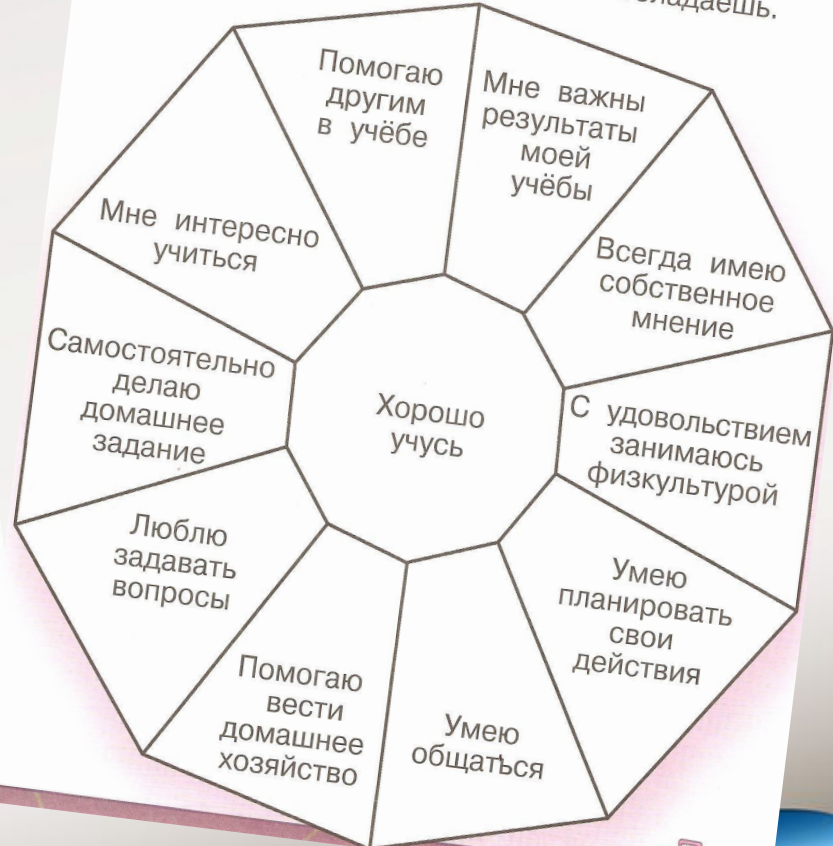 Помогаю
другим
в учёбе
Мне важны
результаты
моей
учёбы
Всегда имею
собственное
мнение
С удовольствием
занимаюсь
физкультурой
Умею
планировать
свои
действия
Умею
общаться
Помогаю
вести
домашнее
хозяйство
Люблю
задавать
вопросы
Самостоятельно
делаю
домашнее
задание
Мне интересно
учиться
Хорошо
учусь